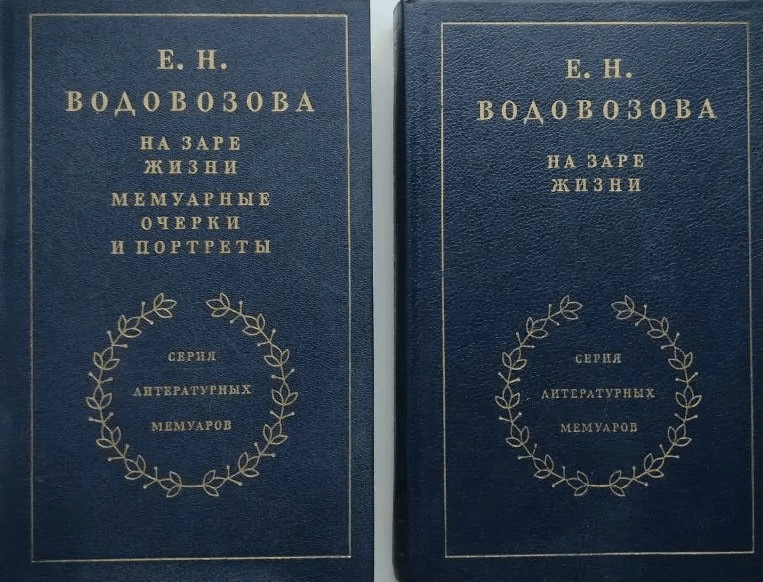 Е. Н.
ВОДОВОЗОВА
НА ЗАРЕ
ЖИЗНИ
МЕМУАРНЫЕ
ОЧЕРКИ
И ПОРТРЕТЫ
СЕРИЯ
ЛИТЕРАТУРНЫХ
МЕМУАРОВ
Е. Н.
ВОДОВОЗОВА
НА ЗАРЕ
ЖИЗНИ
СЕРИЯ
ЛИТЕРАТУРНЫХ
МЕМУАРОВ